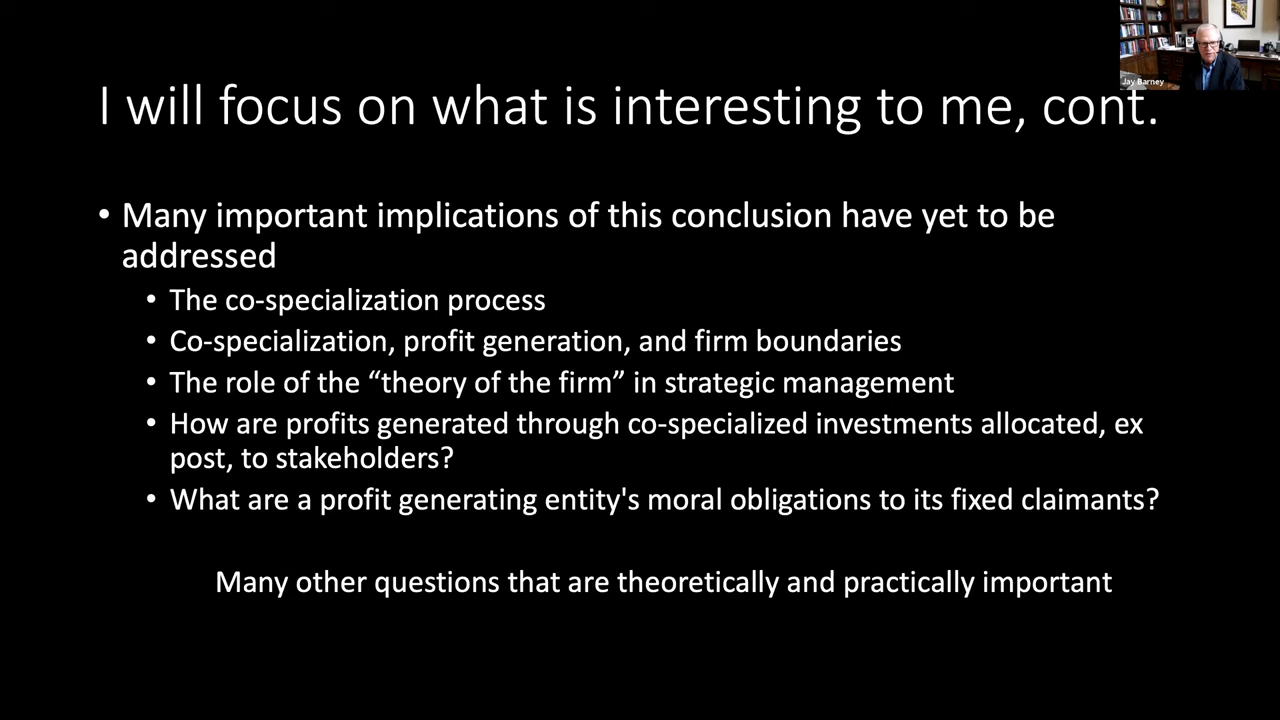 Jay Barney
I will focus on what is interesting to me, cont.
• Many important implications of this conclusion have yet to be
addressed
• The co-specialization process
• Co-specialization, profit generation, and firm boundaries
• The role of the “theory of the firm” in strategic management
• How are profits generated through co-specialized investments allocated, ex
post, to stakeholders?
• What are a profit generating entity's moral obligations to its fixed claimants?
Many other questions that are theoretically and practically important